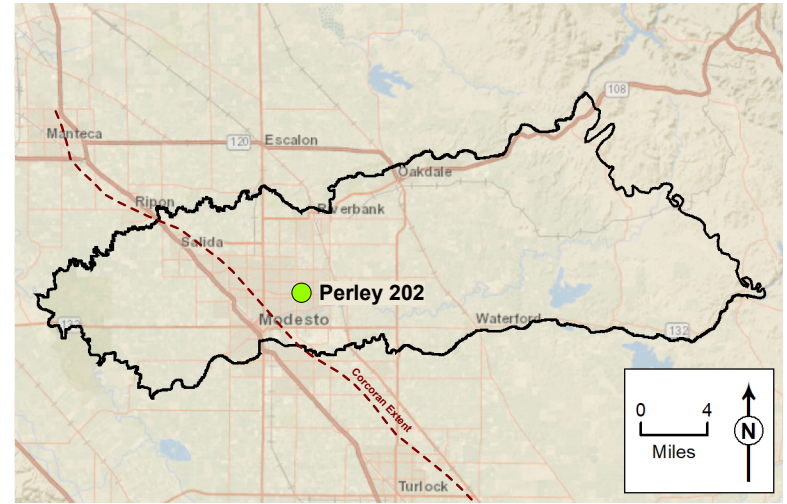 108
Manteca
120
Escalon
Oakdale
Ripon
Riverbank
Salida
Perley 202
Modesto
Waterford
132
132
Corcoran Extent
Turlock
0 4
Miles
N